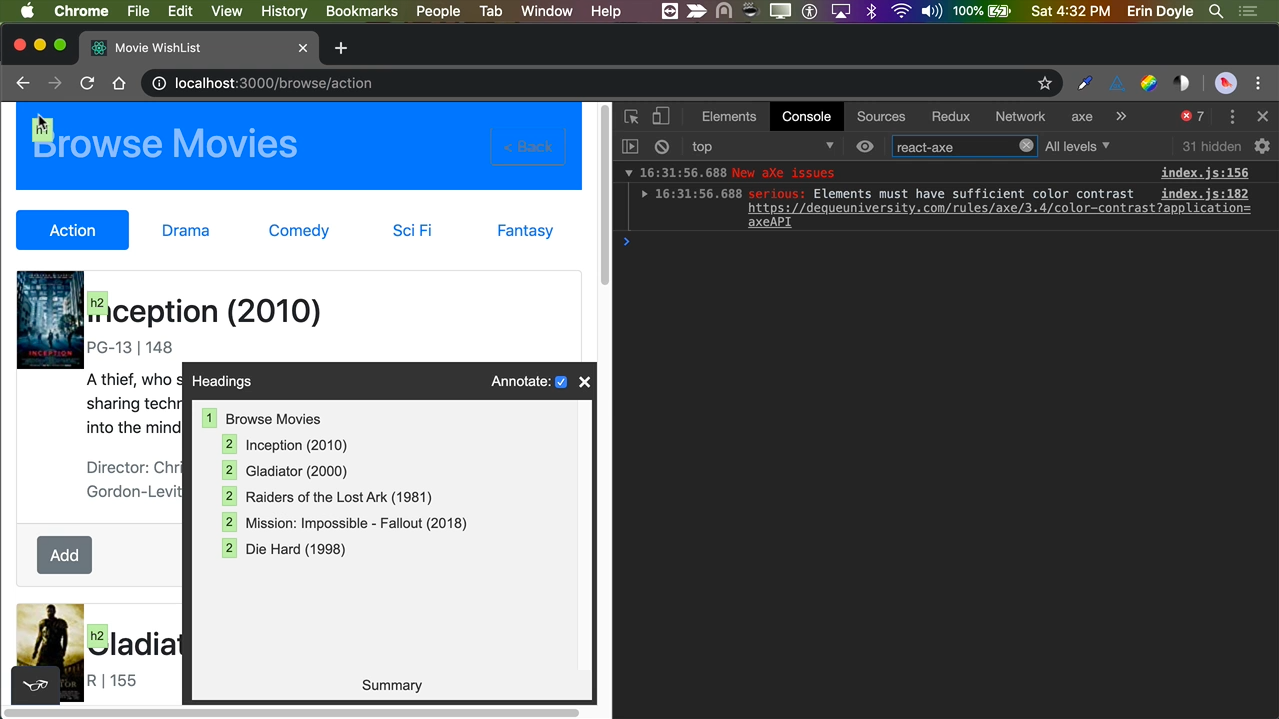 Chrome File Edit View History Bookmarks People Tab Window Help 100% Sat 4:32 PM Erin Doyle
Movie WishList
localhost:3000/browse/action
h1
Browse Movies
< Back
Action Drama Comedy Sci Fi Fantasy
h2
Inception (2010)
PG-13 | 148
A thief, who s
sharing techn
into the mind
Director: Chri
Gordon-Levit
Add
INCEPTION
h2
Gladiat
R | 155
Headings Annotate:
1 Browse Movies
2 Inception (2010)
2 Gladiator (2000)
2 Raiders of the Lost Ark (1981)
2 Mission: Impossible - Fallout (2018)
2 Die Hard (1998)
Summary
Elements Console Sources Redux Network axe » 7
top react-axe All levels 31 hidden
16:31:56.688 New aXe issues index.js:156
16:31:56.688 serious: Elements must have sufficient color contrast index.js:182
https://dequeuniversity.com/rules/axe/3.4/color-contrast?application=
axeAPI